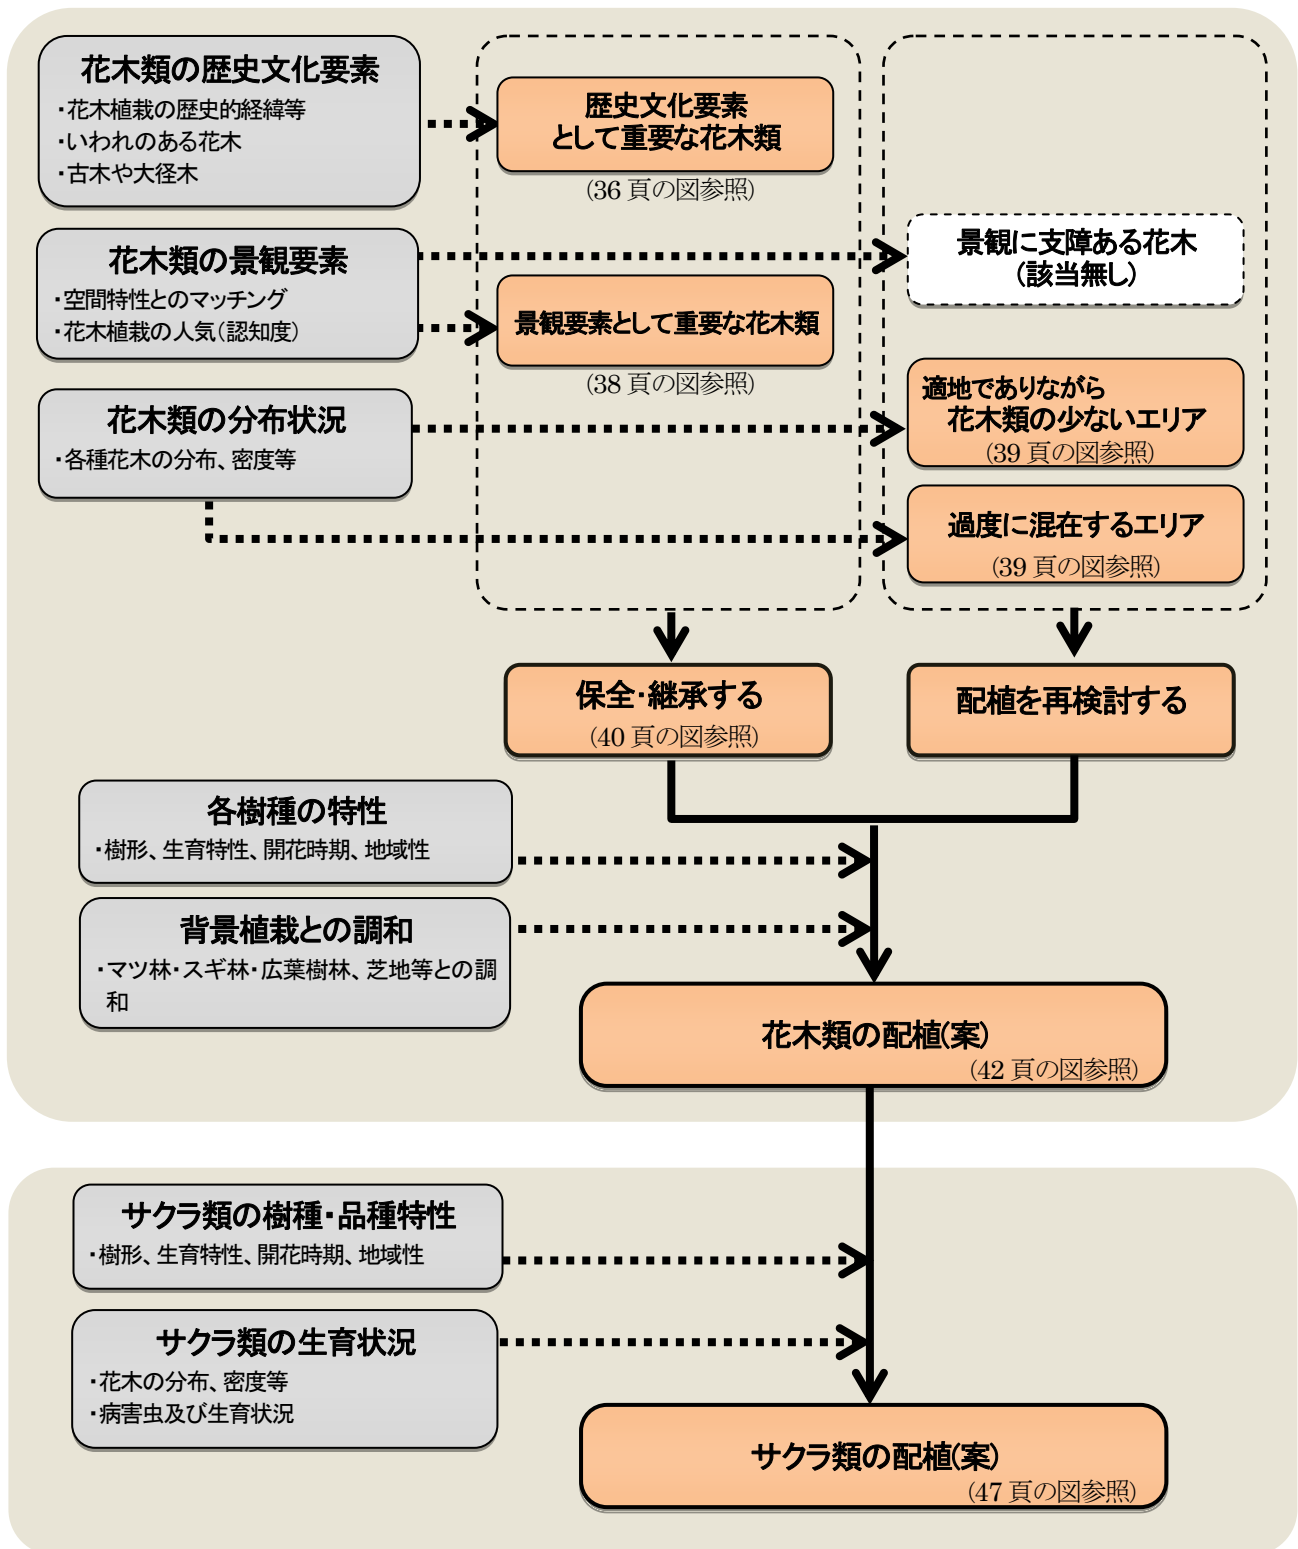 花木類の歴史文化要素
・花木植栽の歴史的経緯等
・いわれのある花木
・古木や大径木
歴史文化要素
として重要な花木類
(36 頁の図参照)
花木類の景観要素
・空間特性とのマッチング
・花木植栽の人気（認知度）
景観に支障ある花木
（該当無し）
景観要素として重要な花木類
(38 頁の図参照)
花木類の分布状況
・各種花木の分布、密度等
適地でありながら
花木類の少ないエリア
(39 頁の図参照)
過度に混在するエリア
(39 頁の図参照)
保全・継承する
(40 頁の図参照)
配植を再検討する
各樹種の特性
・樹形、生育特性、開花時期、地域性
背景植栽との調和
・マツ林・スギ林・広葉樹林、芝地等との調
和
花木類の配植(案)
(42 頁の図参照)
サクラ類の樹種・品種特性
・樹形、生育特性、開花時期、地域性
サクラ類の生育状況
・花木の分布、密度等
・病害虫及び生育状況
サクラ類の配植(案)
(47 頁の図参照)